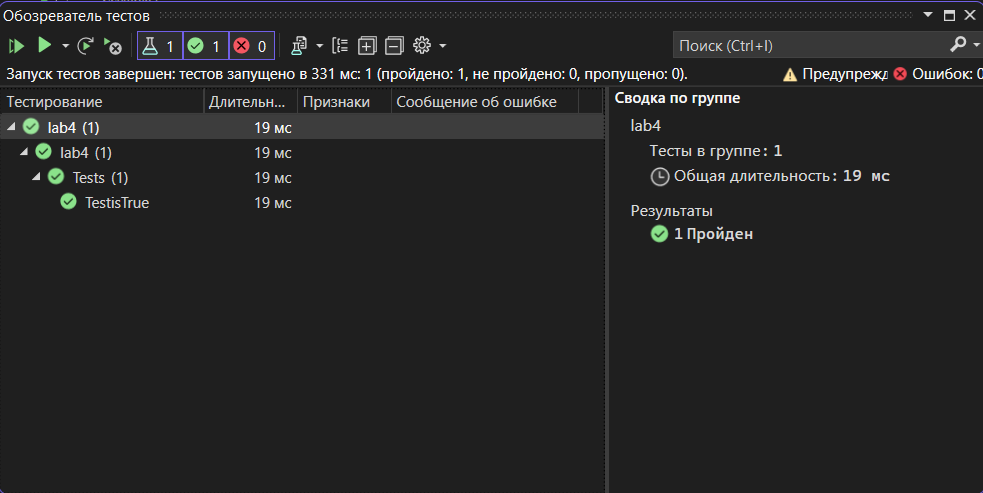 Обозреватель тестов
1 1 0
Поиск (Ctrl+I)
Запуск тестов завершен: тестов запущено в 331 мс: 1 (пройдено: 1, не пройдено: 0, пропущено: 0). Предупрежд Ошибок: 0
Тестирование Длительн... Признаки Сообщение об ошибке
lab4 (1) 19 мс
lab4 (1) 19 мс
Tests (1) 19 мс
TestisTrue 19 мс
Сводка по группе
lab4
Тесты в группе: 1
Общая длительность: 19 мс
Результаты
1 Пройден